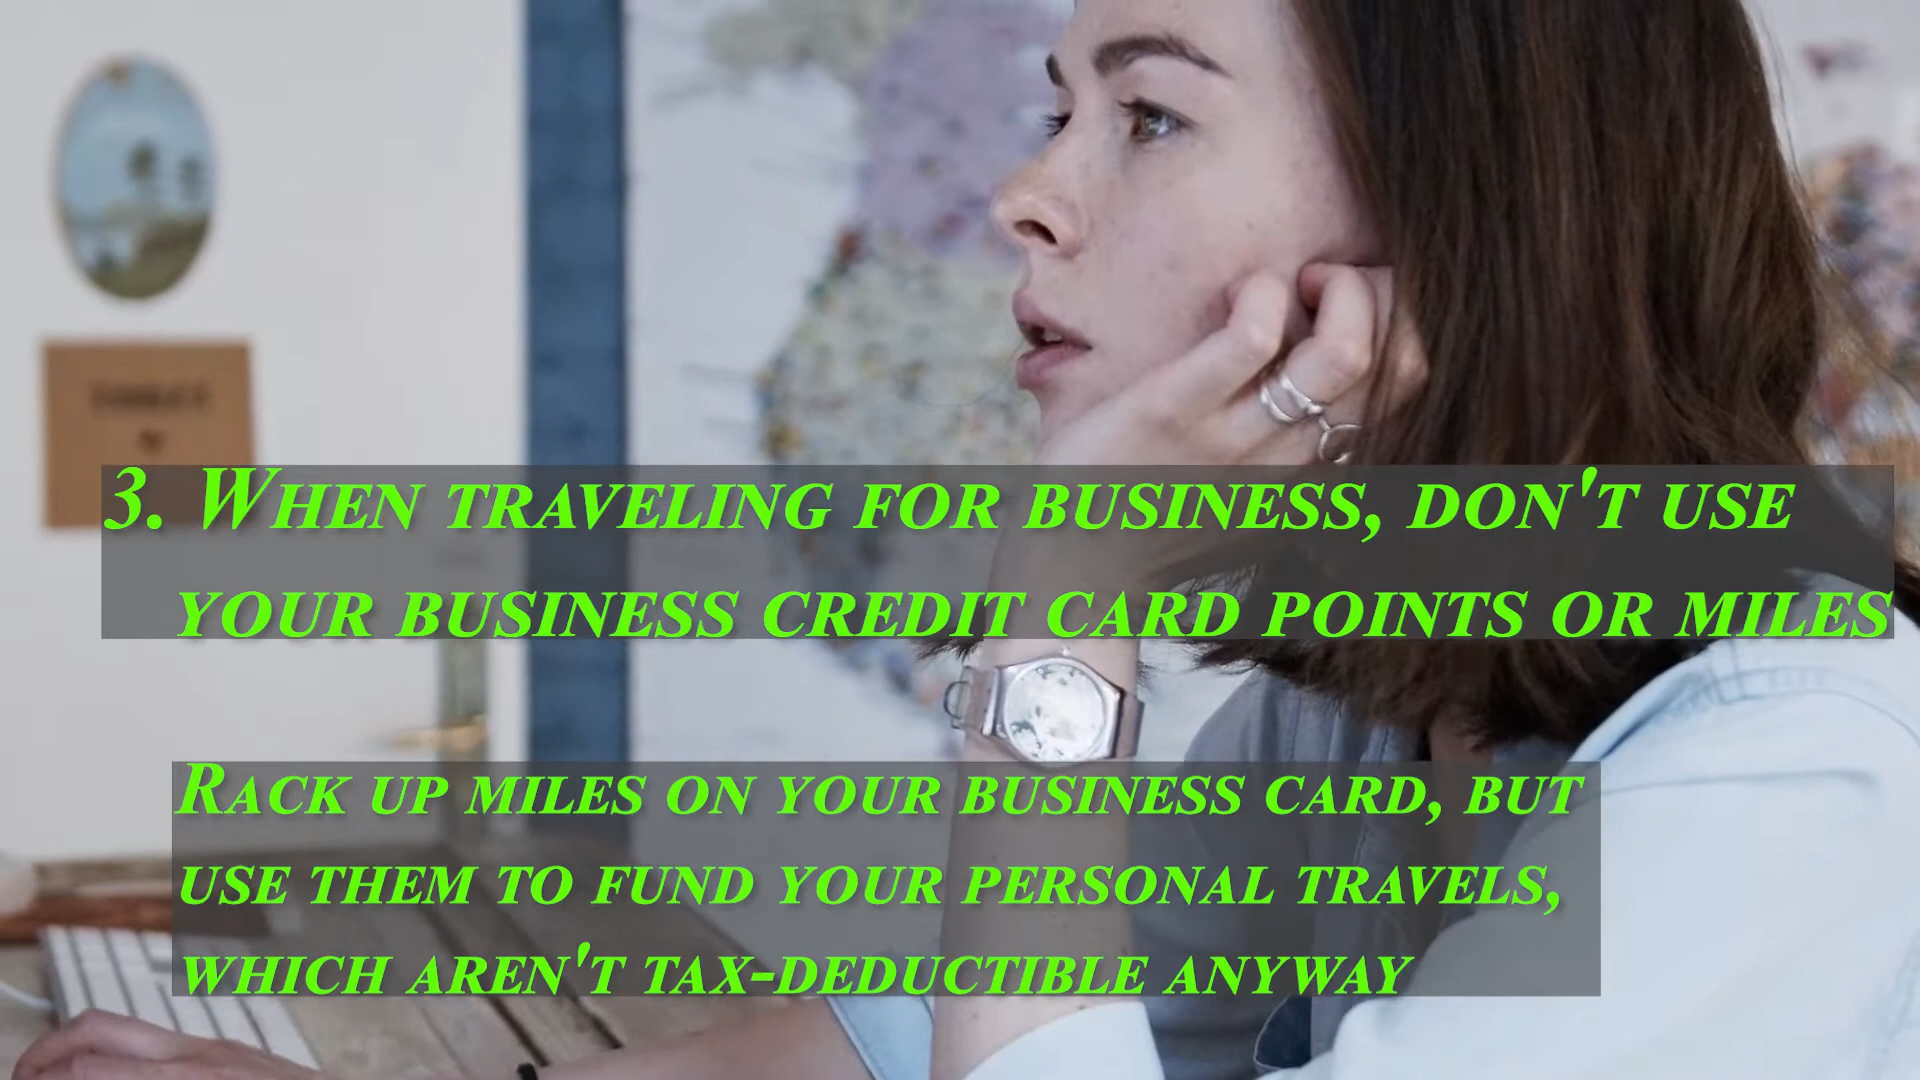 3. When traveling for business, don't use
your business credit card points or miles
Rack up miles on your business card, but
use them to fund your personal travels,
which aren't tax-deductible anyway